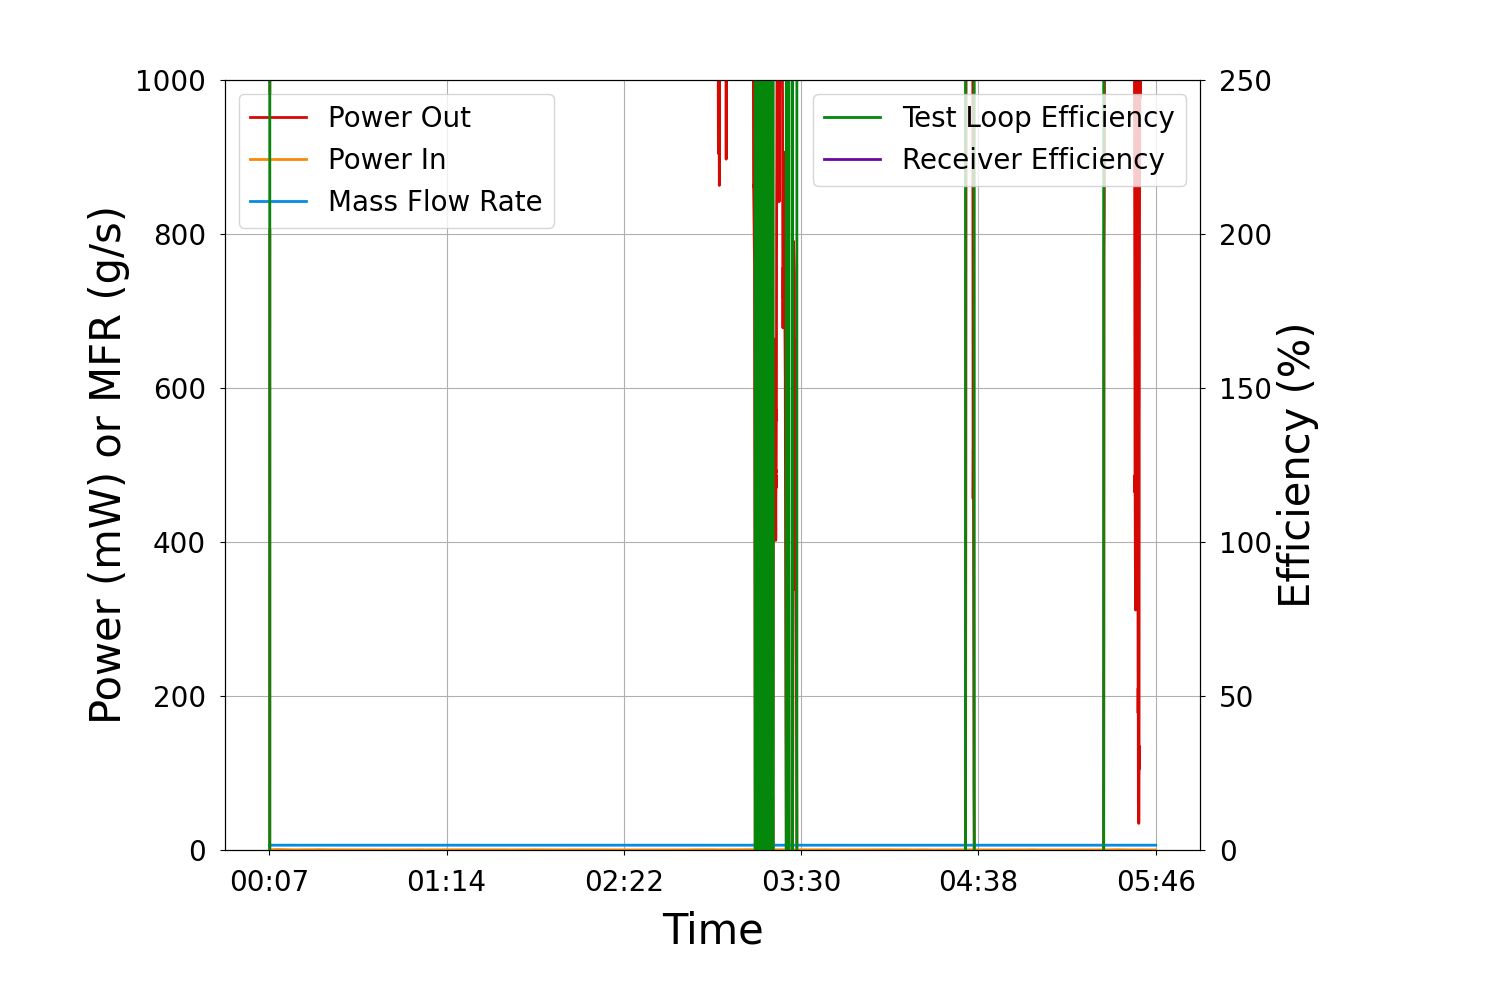 1000
800
600
400
200
0
Power (mW) or MFR (g/s)
Power Out
Power In
Mass Flow Rate
Test Loop Efficiency
Receiver Efficiency
250
200
150
100
50
0
Efficiency (%)
00:07 01:14 02:22 03:30 04:38 05:46
Time